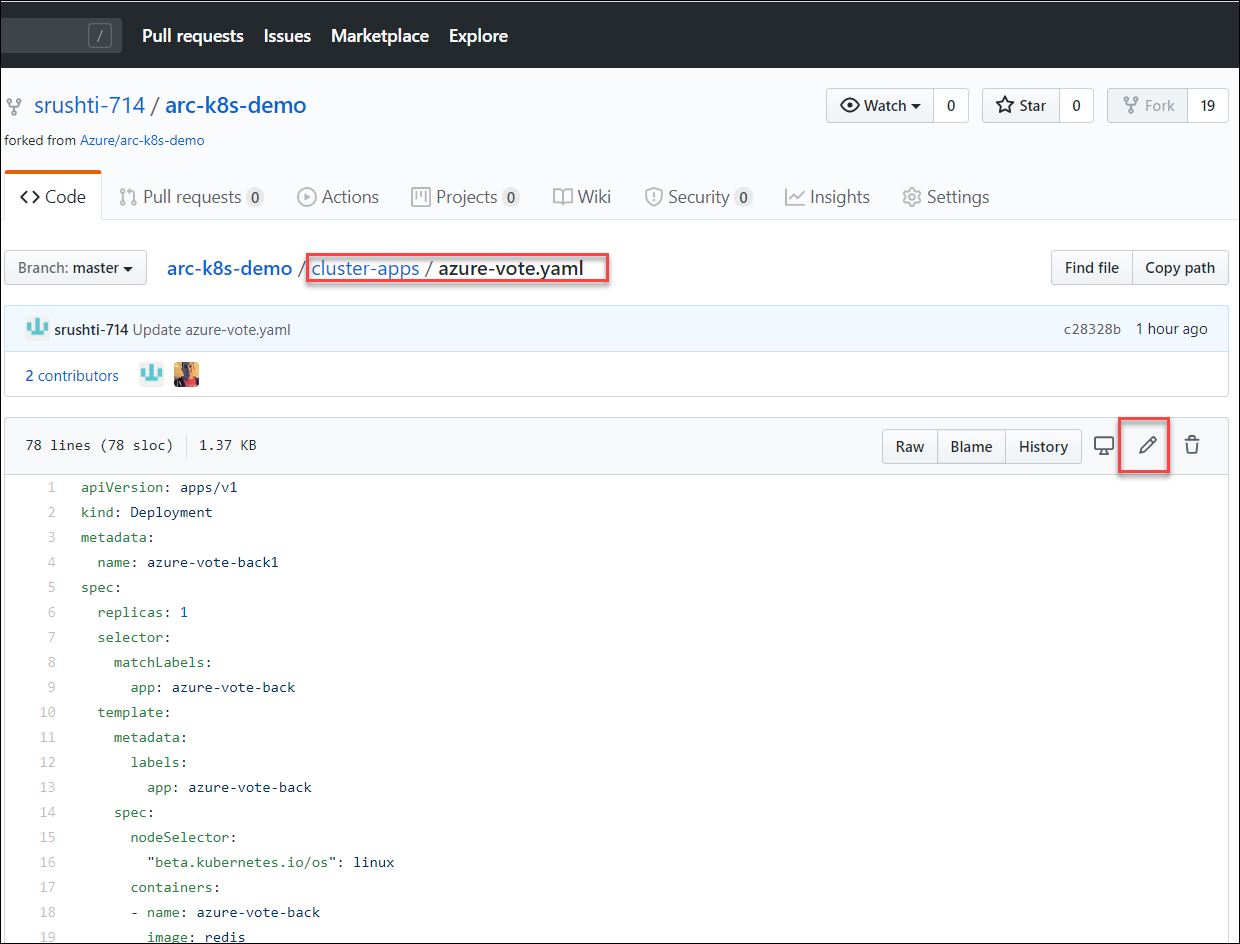 / Pull requests Issues Marketplace Explore
srushti-714 / arc-k8s-demo Watch 0 Star 0 Fork 19
forked from Azure/arc-k8s-demo
Code Pull requests 0 Actions Projects 0 Wiki Security 0 Insights Settings
Branch: master arc-k8s-demo / cluster-apps / azure-vote.yaml Find file Copy path
srushti-714 Update azure-vote.yaml c28328b 1 hour ago
2 contributors
78 lines (78 sloc) 1.37 KB Raw Blame History
1 apiVersion: apps/v1
2 kind: Deployment
3 metadata:
4   name: azure-vote-back1
5 spec:
6   replicas: 1
7   selector:
8     matchLabels:
9       app: azure-vote-back
10   template:
11     metadata:
12       labels:
13         app: azure-vote-back
14     spec:
15       nodeSelector:
16         "beta.kubernetes.io/os": linux
17       containers:
18       - name: azure-vote-back
19         image: redis